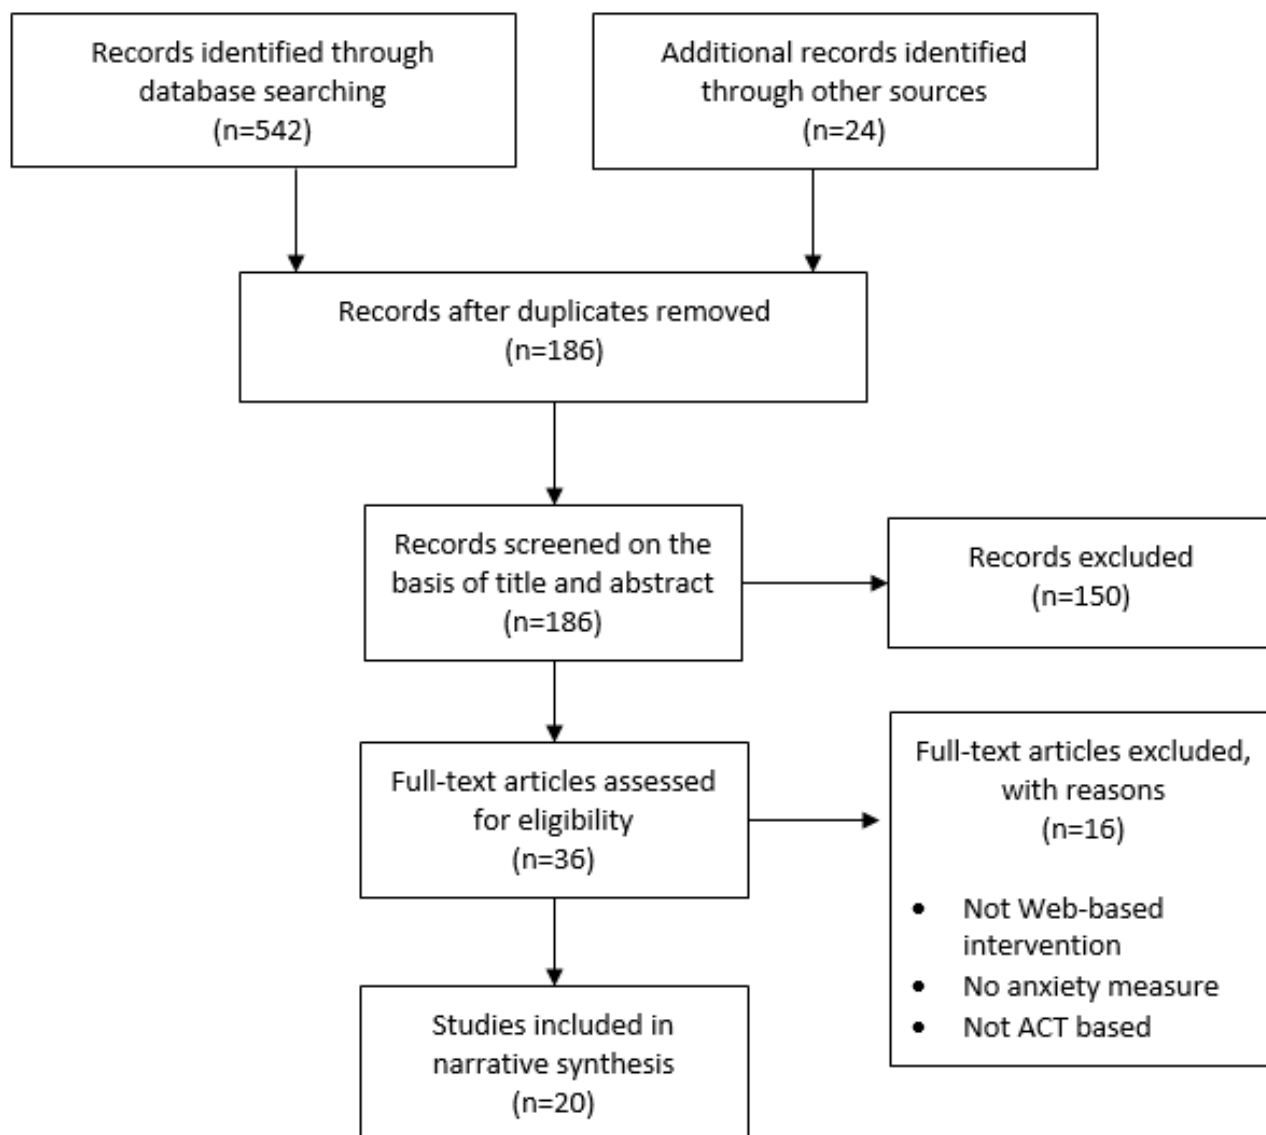 Records identified through
database searching
(n=542)
Additional records identified
through other sources
(n=24)
Records after duplicates removed
(n=186)
Records screened on the
basis of title and abstract
(n=186)
Records excluded
(n=150)
Full-text articles assessed
for eligibility
(n=36)
Full-text articles excluded,
with reasons
(n=16)
• Not Web-based
intervention
• No anxiety measure
• Not ACT based
Studies included in
narrative synthesis
(n=20)